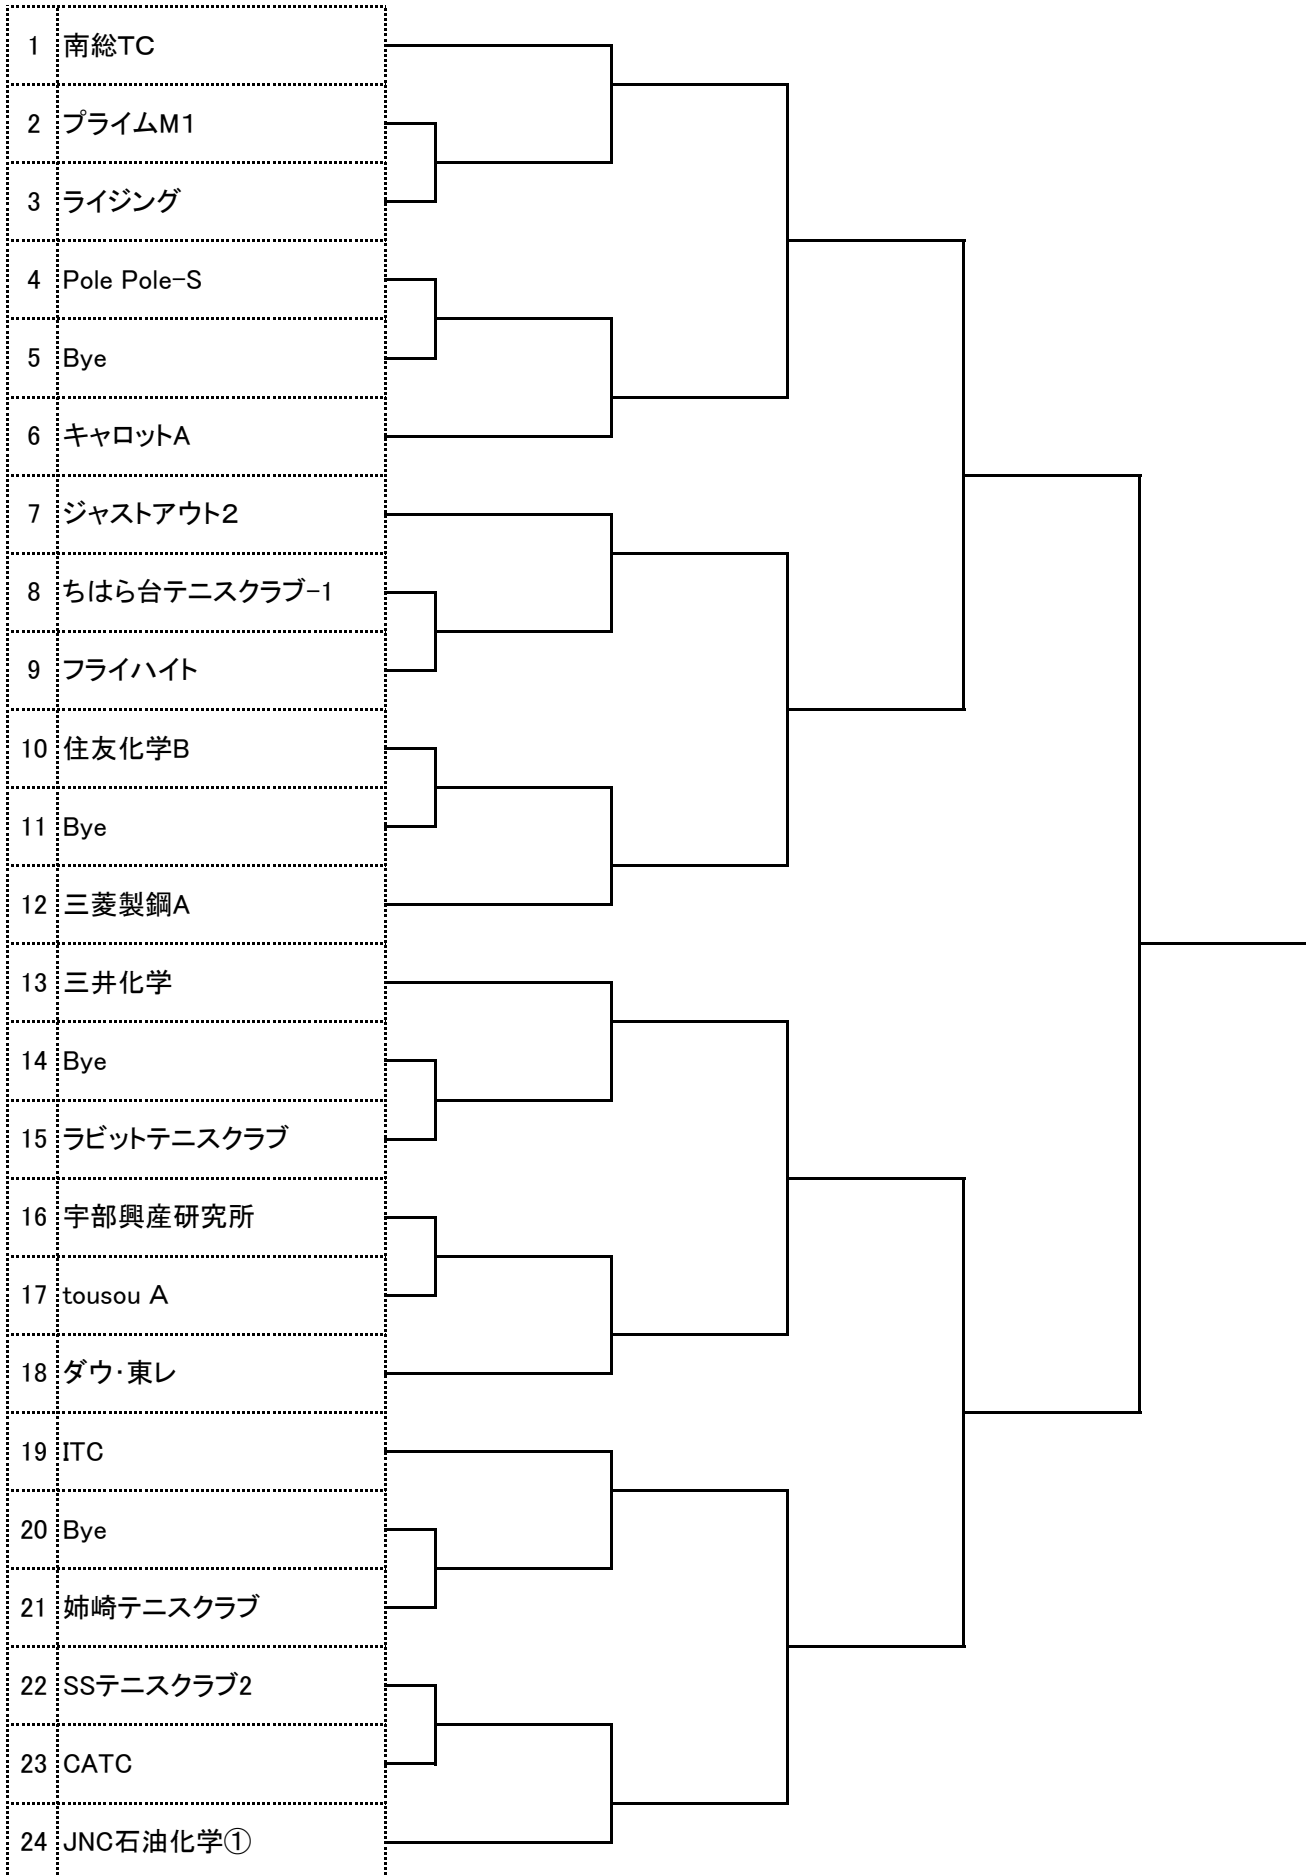 1 南総TC
2 プライムM1
3 ライジング
4 Pole Pole-S
5 Bye
6 キャロットA
7 ジャストアウト2
8 ちはら台テニスクラブ-1
9 フライハイト
10 住友化学B
11 Bye
12 三菱製鋼A
13 三井化学
14 Bye
15 ラビットテニスクラブ
16 宇部興産研究所
17 tousou A
18 ダウ･東レ
19 ITC
20 Bye
21 姉崎テニスクラブ
22 SSテニスクラブ2
23 CATC
24 JNC石油化学①